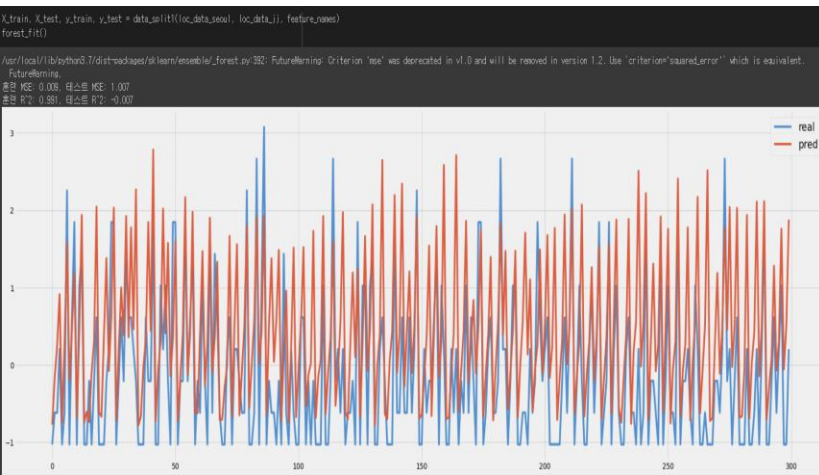 X_train, X_test, y_train, y_test = data_split1(loc_data_seoul, loc_data_jj, feature_names)
forest_fit()
/usr/local/lib/python3.7/dist-packages/sklearn/ensemble/_forest.py:392: FutureWarning: Criterion 'mse' was deprecated in v1.0 and will be removed in version 1.2. Use `criterion='squared_error'` which is equivalent.
FutureWarning,
훈련 MSE: 0.009, 테스트 MSE: 1.007
훈련 R^2: 0.991, 테스트 R^2: -0.007
real
pred
3
2
1
0
-1
0 50 100 150 200 250 300